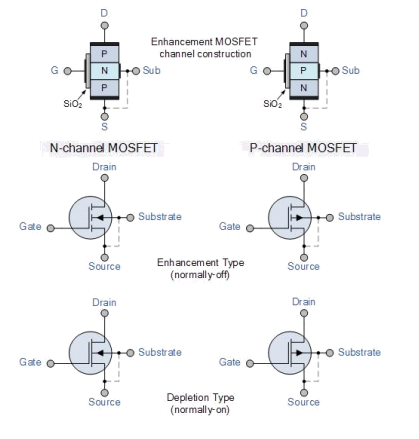 D
D
Enhancement MOSFET
channel construction
P
N
G
N
Sub
G
P
Sub
P
N
SiO2
SiO2
S
S
N-channel MOSFET
P-channel MOSFET
Drain
Drain
Substrate
Substrate
Gate
Gate
Source
Enhancement Type
(normally-off)
Source
Drain
Drain
Substrate
Substrate
Gate
Gate
Source
Depletion Type
(normally-on)
Source